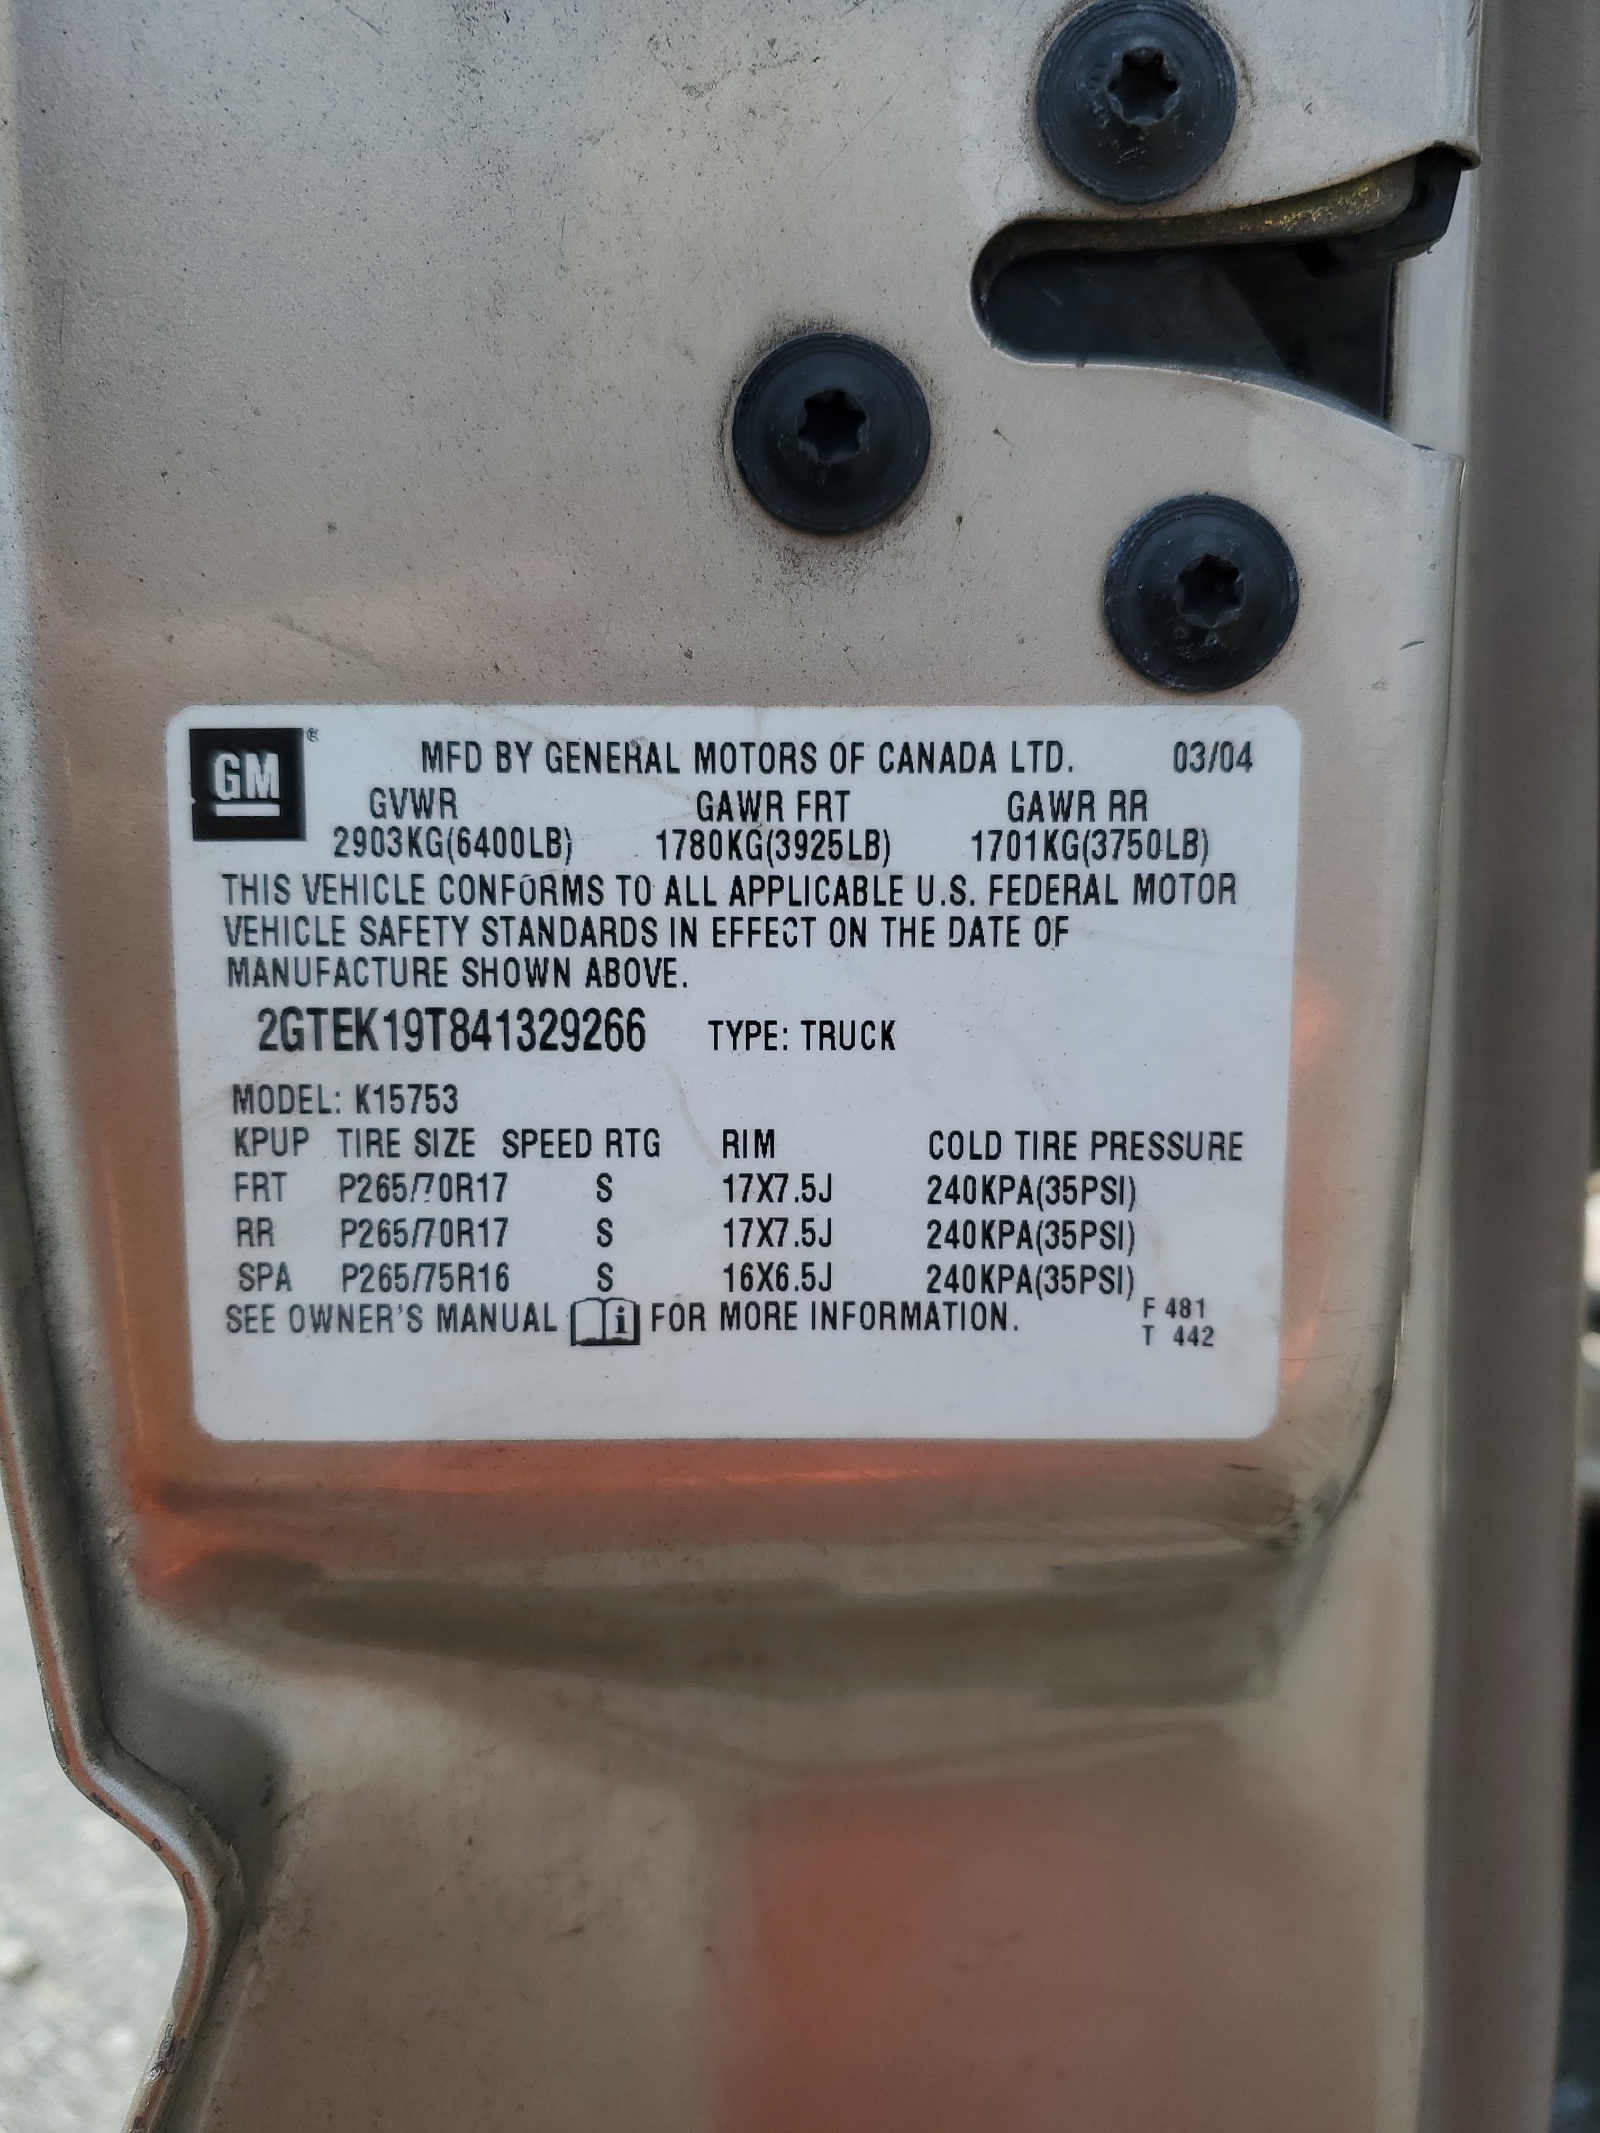 GM®
MFD BY GENERAL MOTORS OF CANADA LTD. 03/04
GVWR GAWR FRT GAWR RR
2903KG(6400LB) 1780KG(3925LB) 1701KG(3750LB)
THIS VEHICLE CONFORMS TO ALL APPLICABLE U.S. FEDERAL MOTOR
VEHICLE SAFETY STANDARDS IN EFFECT ON THE DATE OF
MANUFACTURE SHOWN ABOVE.
2GTEK19T841329266 TYPE: TRUCK
MODEL: K15753
KPUP TIRE SIZE SPEED RTG RIM COLD TIRE PRESSURE
FRT P265/70R17 S 17X7.5J 240KPA(35PSI)
RR P265/70R17 S 17X7.5J 240KPA(35PSI)
SPA P265/75R16 S 16X6.5J 240KPA(35PSI)
SEE OWNER'S MANUAL i FOR MORE INFORMATION. F 481
T 442